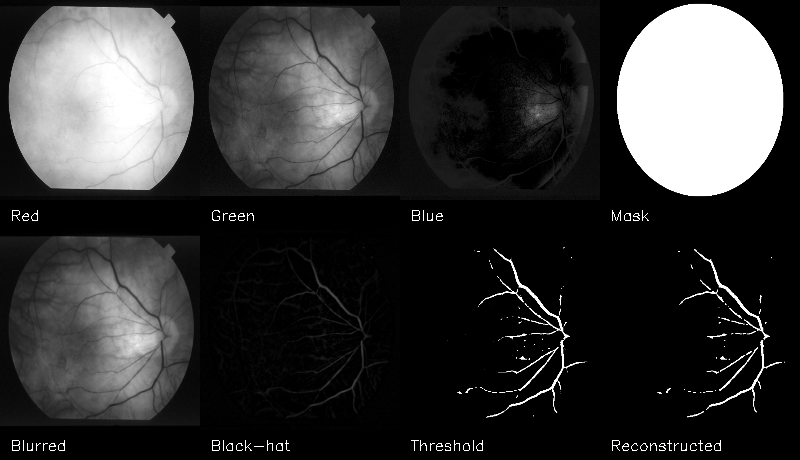 Red
Green
Blue
Mask
Blurred
Black-hat
Threshold
Reconstructed